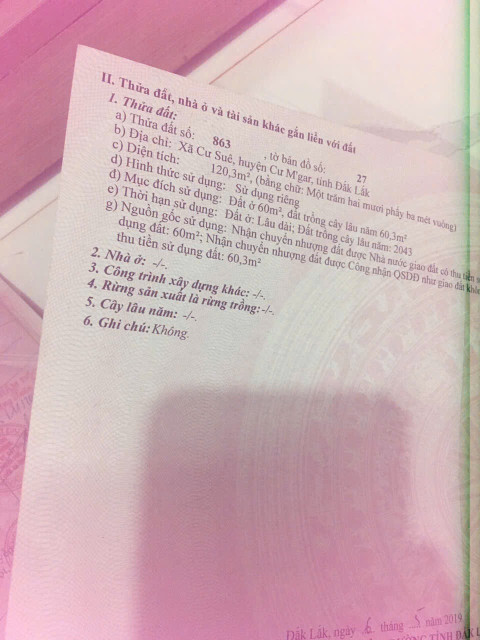 II. Thửa đất, nhà ở và tài sản khác gắn liền với đất
1. Thửa đất:
a) Thửa đất số: 863 , tờ bản đồ số: 27
b) Địa chỉ: Xã Cư Suê, huyện Cư M'gar, tỉnh Đắk Lắk
c) Diện tích: 120,3m², (bằng chữ: Một trăm hai mươi phẩy ba mét vuông)
d) Hình thức sử dụng: Sử dụng riêng
đ) Mục đích sử dụng: Đất ở 60m², đất trồng cây lâu năm 60,3m²
e) Thời hạn sử dụng: Đất ở: Lâu dài; Đất trồng cây lâu năm: 2043
g) Nguồn gốc sử dụng: Nhận chuyển nhượng đất được Nhà nước giao đất có thu tiền
dụng đất: 60m²; Nhận chuyển nhượng đất được Công nhận QSDĐ như giao đất
thu tiền sử dụng đất: 60,3m²
2. Nhà ở: -/-.
3. Công trình xây dựng khác: -/-.
4. Rừng sản xuất là rừng trồng: -/-.
5. Cây lâu năm: -/-.
6. Ghi chú: Không.
Đắk Lắk, ngày 6 tháng 5 năm 2019
TỈNH ĐẮK